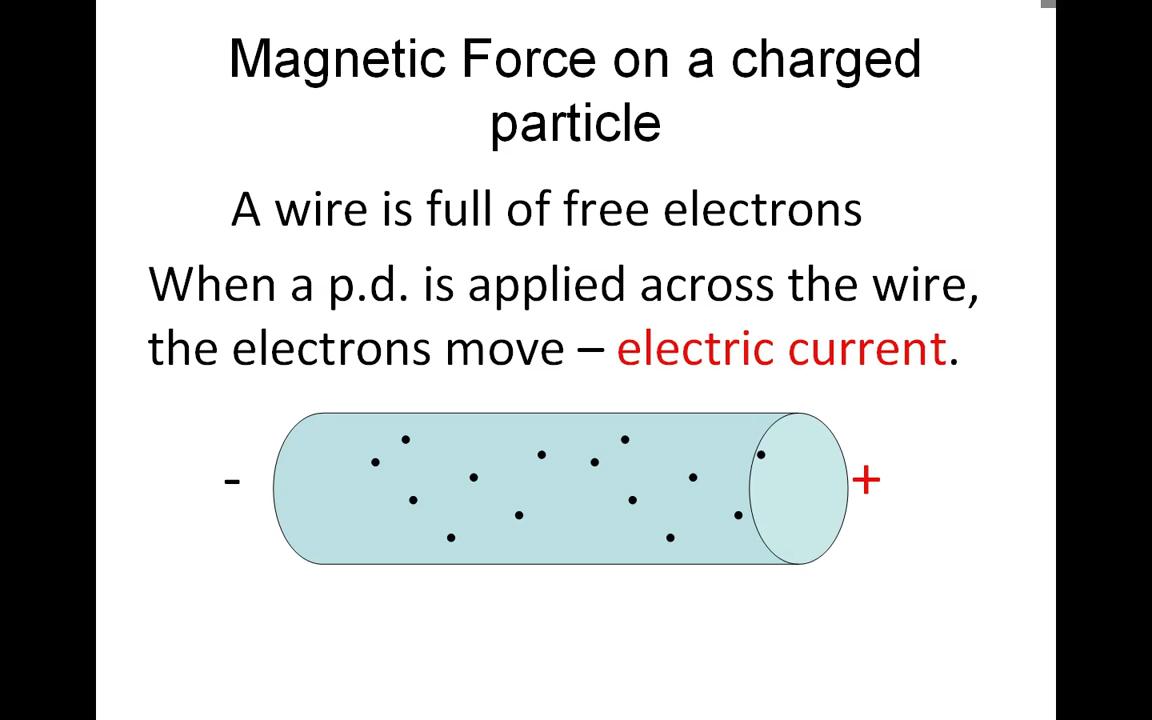 Magnetic Force on a charged
particle
A wire is full of free electrons
When a p.d. is applied across the wire,
the electrons move – electric current.
- +